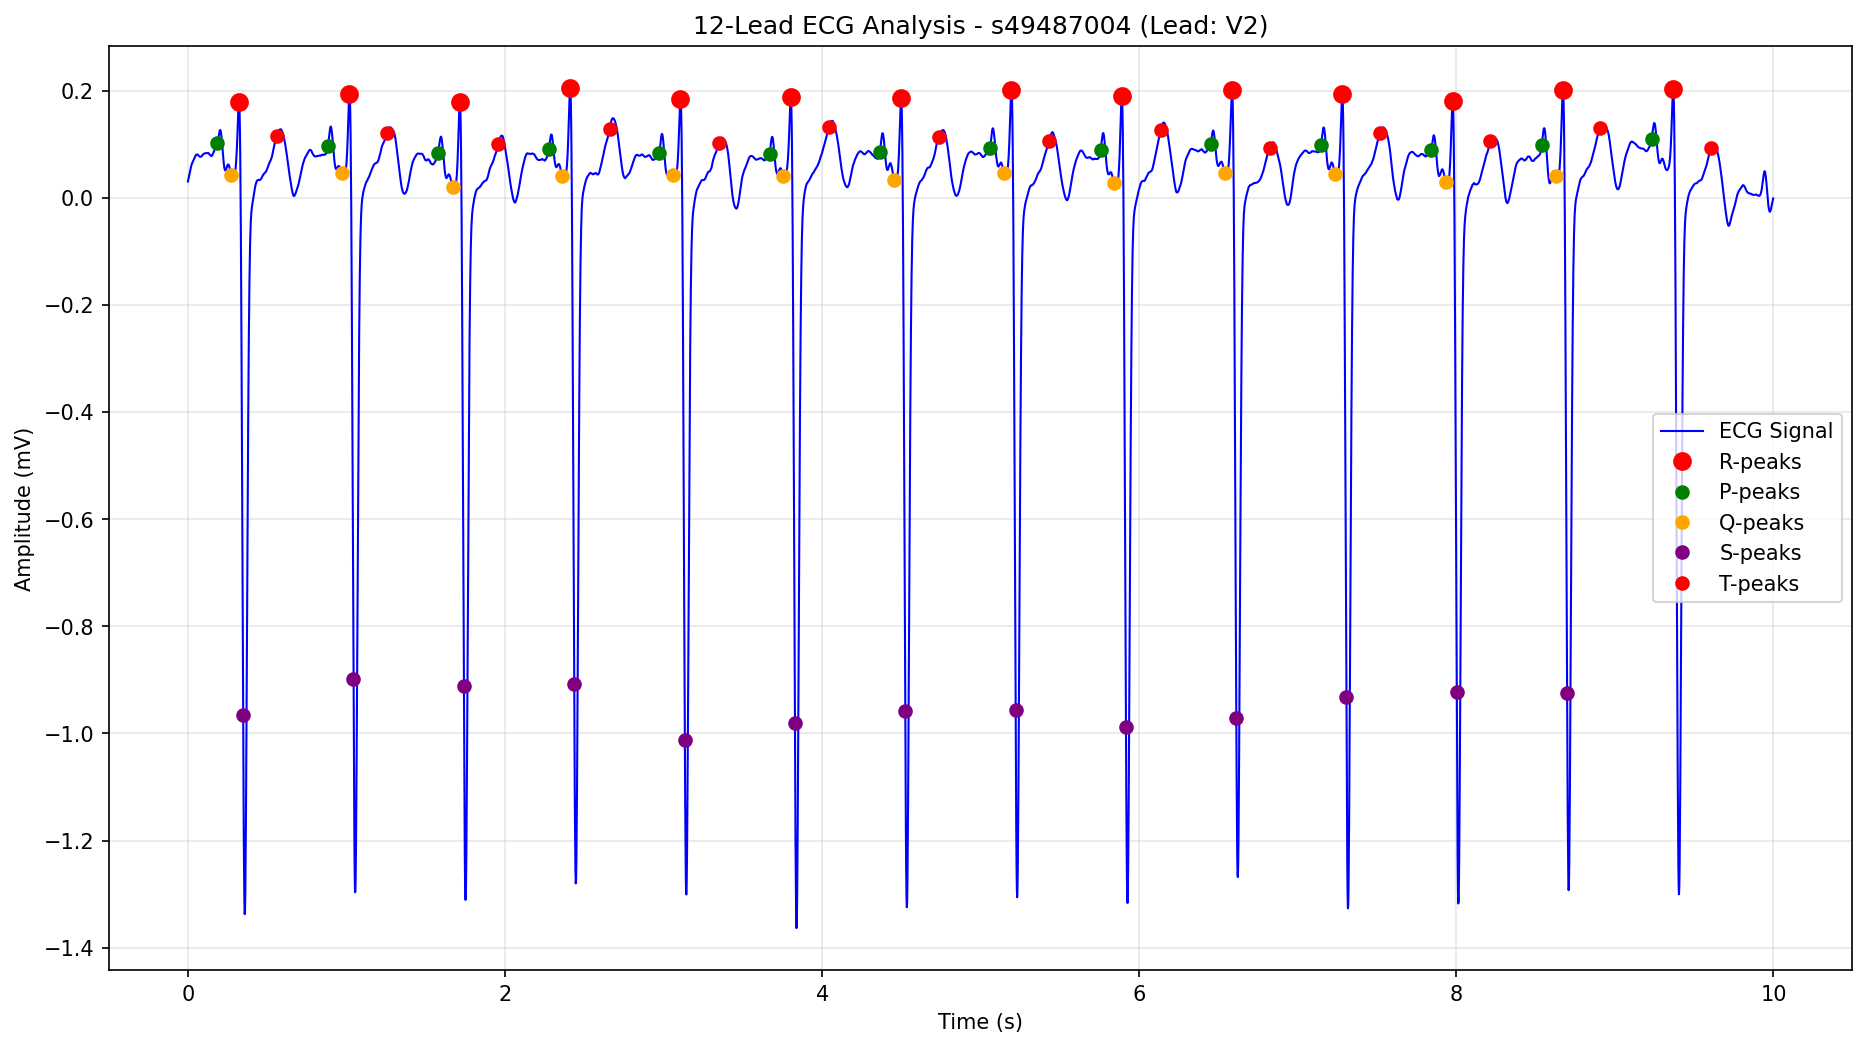 12-Lead ECG Analysis - s49487004 (Lead: V2)
0.2
0.0
−0.2
−0.4
−0.6
−0.8
−1.0
−1.2
−1.4
Amplitude (mV)
ECG Signal
R-peaks
P-peaks
Q-peaks
S-peaks
T-peaks
0 2 4 6 8 10
Time (s)